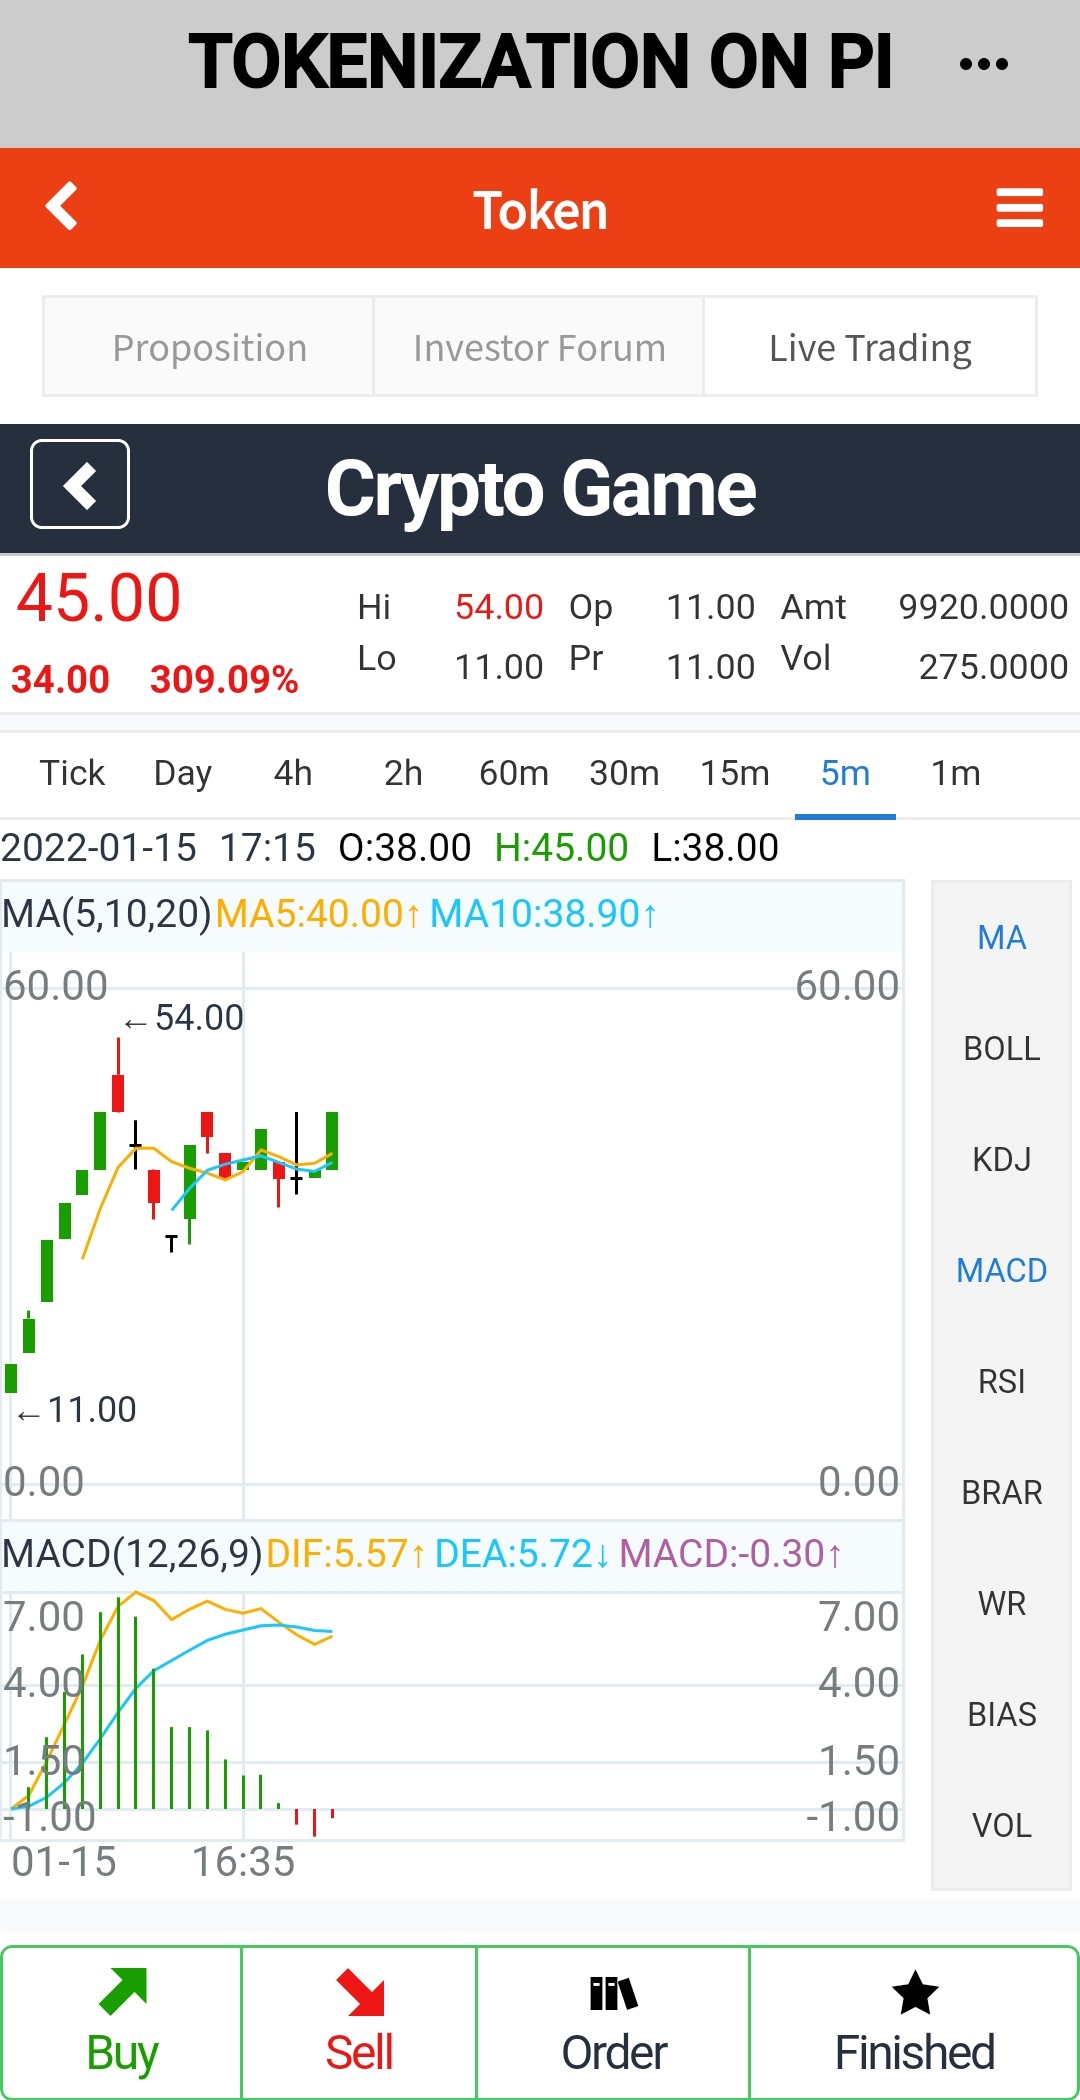 TOKENIZATION ON PI
Token
Proposition Investor Forum Live Trading
Crypto Game
45.00
34.00 309.09%
Hi 54.00 Op 11.00 Amt 9920.0000
Lo 11.00 Pr 11.00 Vol 275.0000
Tick Day 4h 2h 60m 30m 15m 5m 1m
2022-01-15 17:15 O:38.00 H:45.00 L:38.00
MA(5,10,20) MA5:40.00↑ MA10:38.90↑
60.00 60.00
←54.00
←11.00
0.00 0.00
MACD(12,26,9) DIF:5.57↑ DEA:5.72↓ MACD:-0.30↑
7.00 7.00
4.00 4.00
1.50 1.50
-1.00 -1.00
01-15 16:35
MA
BOLL
KDJ
MACD
RSI
BRAR
WR
BIAS
VOL
Buy Sell Order Finished